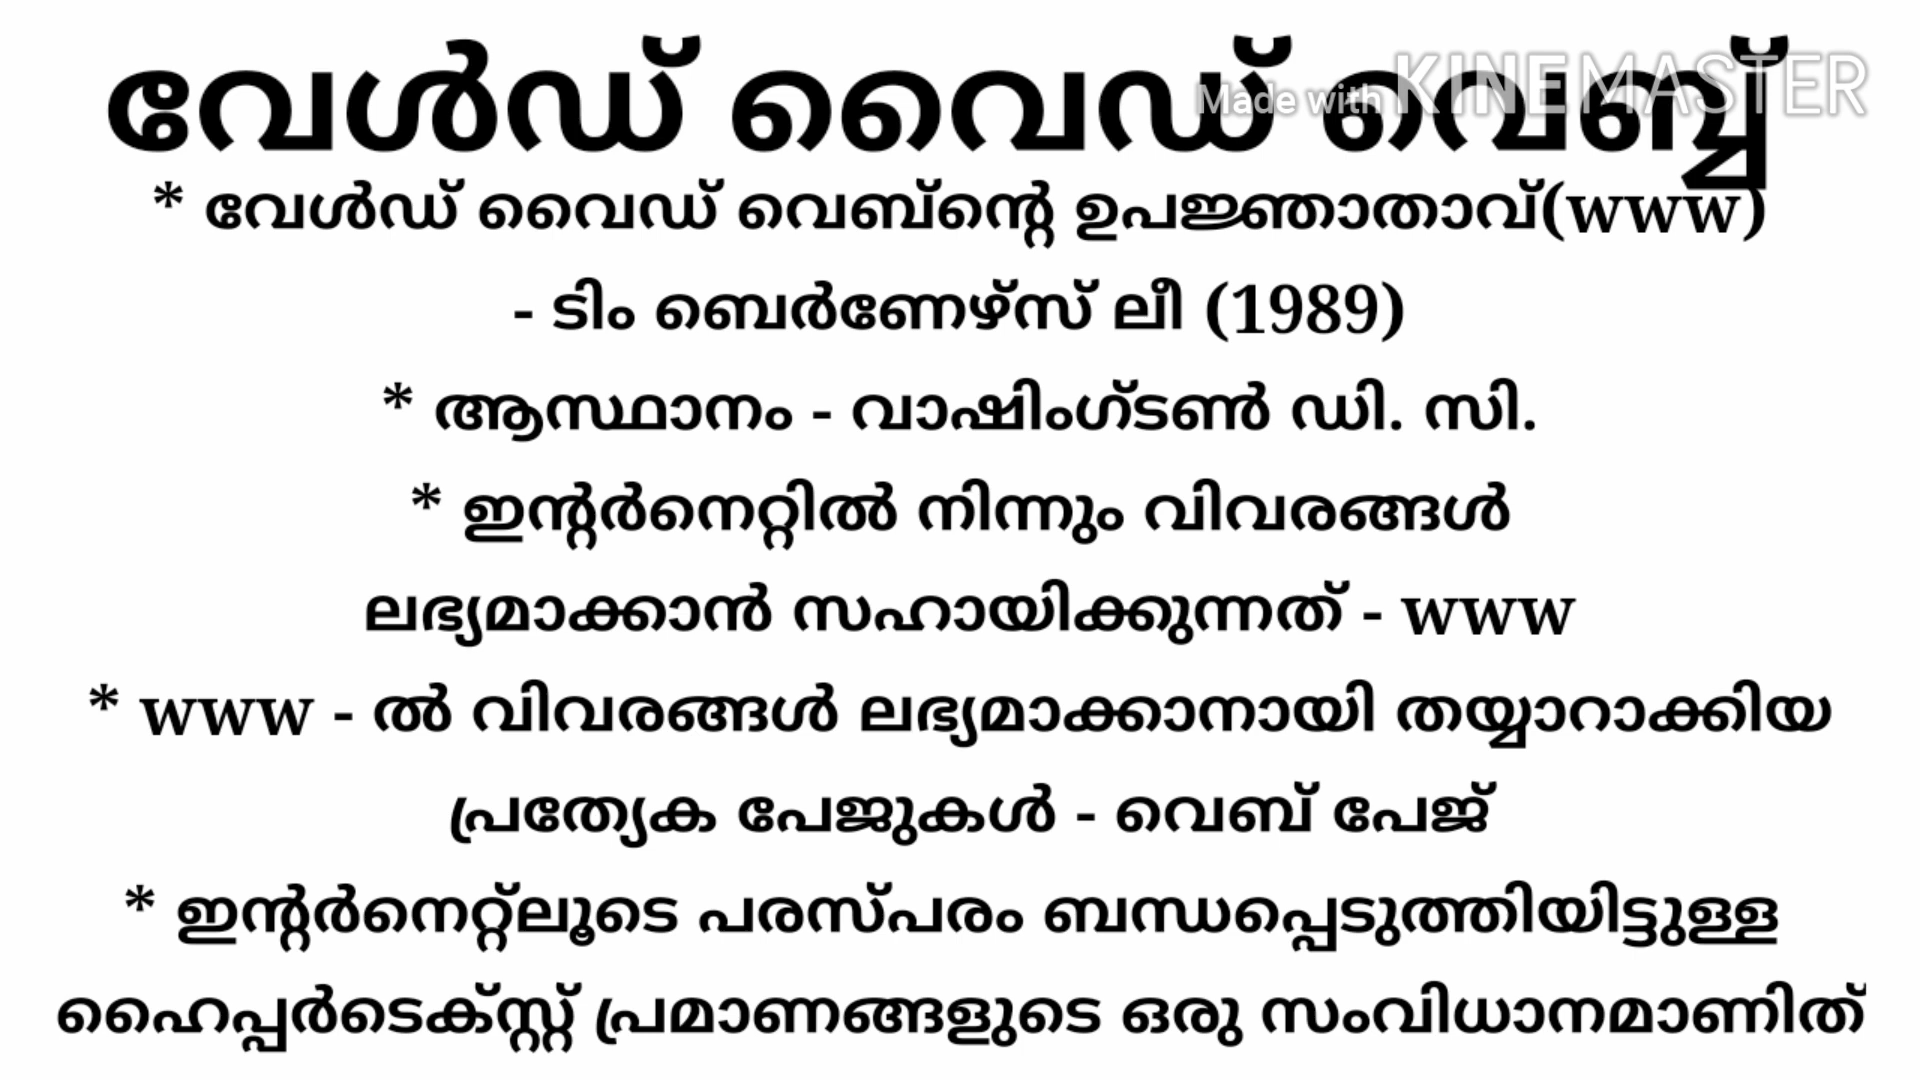 വേൾഡ് വൈഡ് വെബ്ബ്
Made with KINEMASTER
* വേൾഡ് വൈഡ് വെബ്ന്റെ ഉപജ്ഞാതാവ്(www)
- ടിം ബെർണേഴ്സ് ലീ (1989)
* ആസ്ഥാനം - വാഷിംഗ്ടൺ ഡി. സി.
* ഇന്റർനെറ്റിൽ നിന്നും വിവരങ്ങൾ
ലഭ്യമാക്കാൻ സഹായിക്കുന്നത് - www
* www - ൽ വിവരങ്ങൾ ലഭ്യമാക്കാനായി തയ്യാറാക്കിയ
പ്രത്യേക പേജുകൾ - വെബ് പേജ്
* ഇന്റർനെറ്റ്ലൂടെ പരസ്പരം ബന്ധപ്പെടുത്തിയിട്ടുള്ള
ഹൈപ്പർടെക്സ്റ്റ് പ്രമാണങ്ങളുടെ ഒരു സംവിധാനമാണിത്